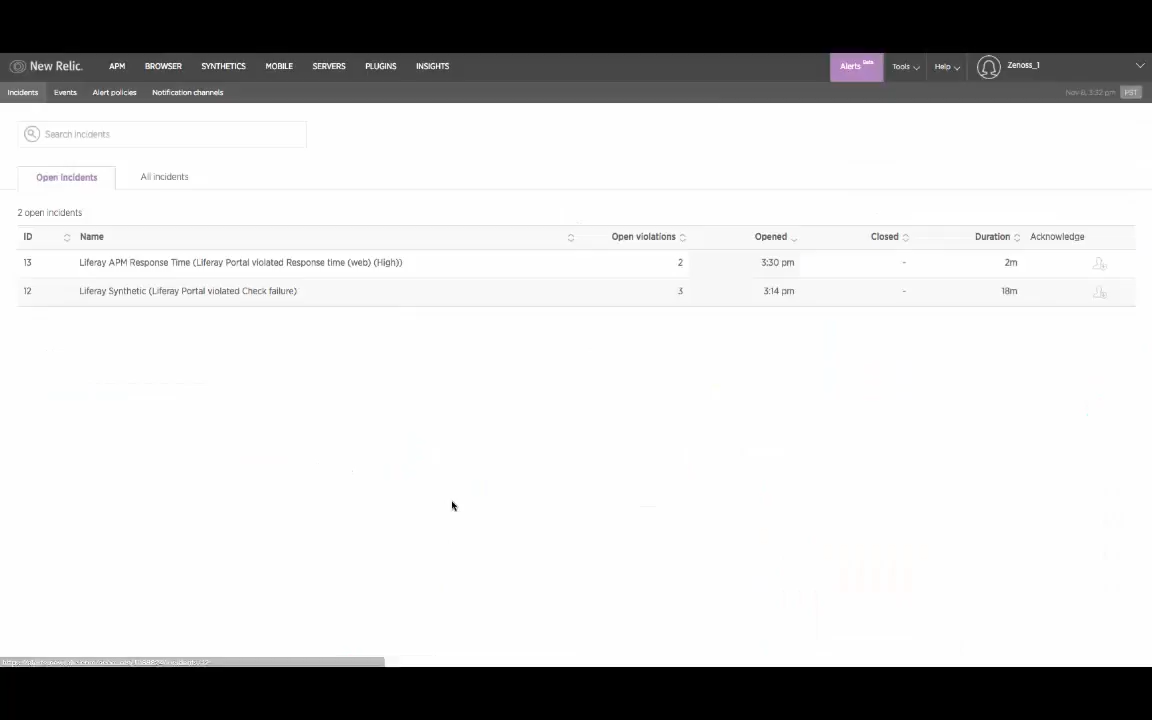 New Relic. APM BROWSER SYNTHETICS MOBILE SERVERS PLUGINS INSIGHTS Alerts Beta Tools Help Zenoss_1
Incidents Events Alert policies Notification channels 3:32 pm PST
Search incidents
Open incidents All incidents
2 open incidents
ID Name Open violations Opened Closed Duration Acknowledge
13 Liferay APM Response Time (Liferay Portal violated Response time (web) (High)) 2 3:30 pm - 2m
12 Liferay Synthetic (Liferay Portal violated Check failure) 3 3:14 pm - 18m